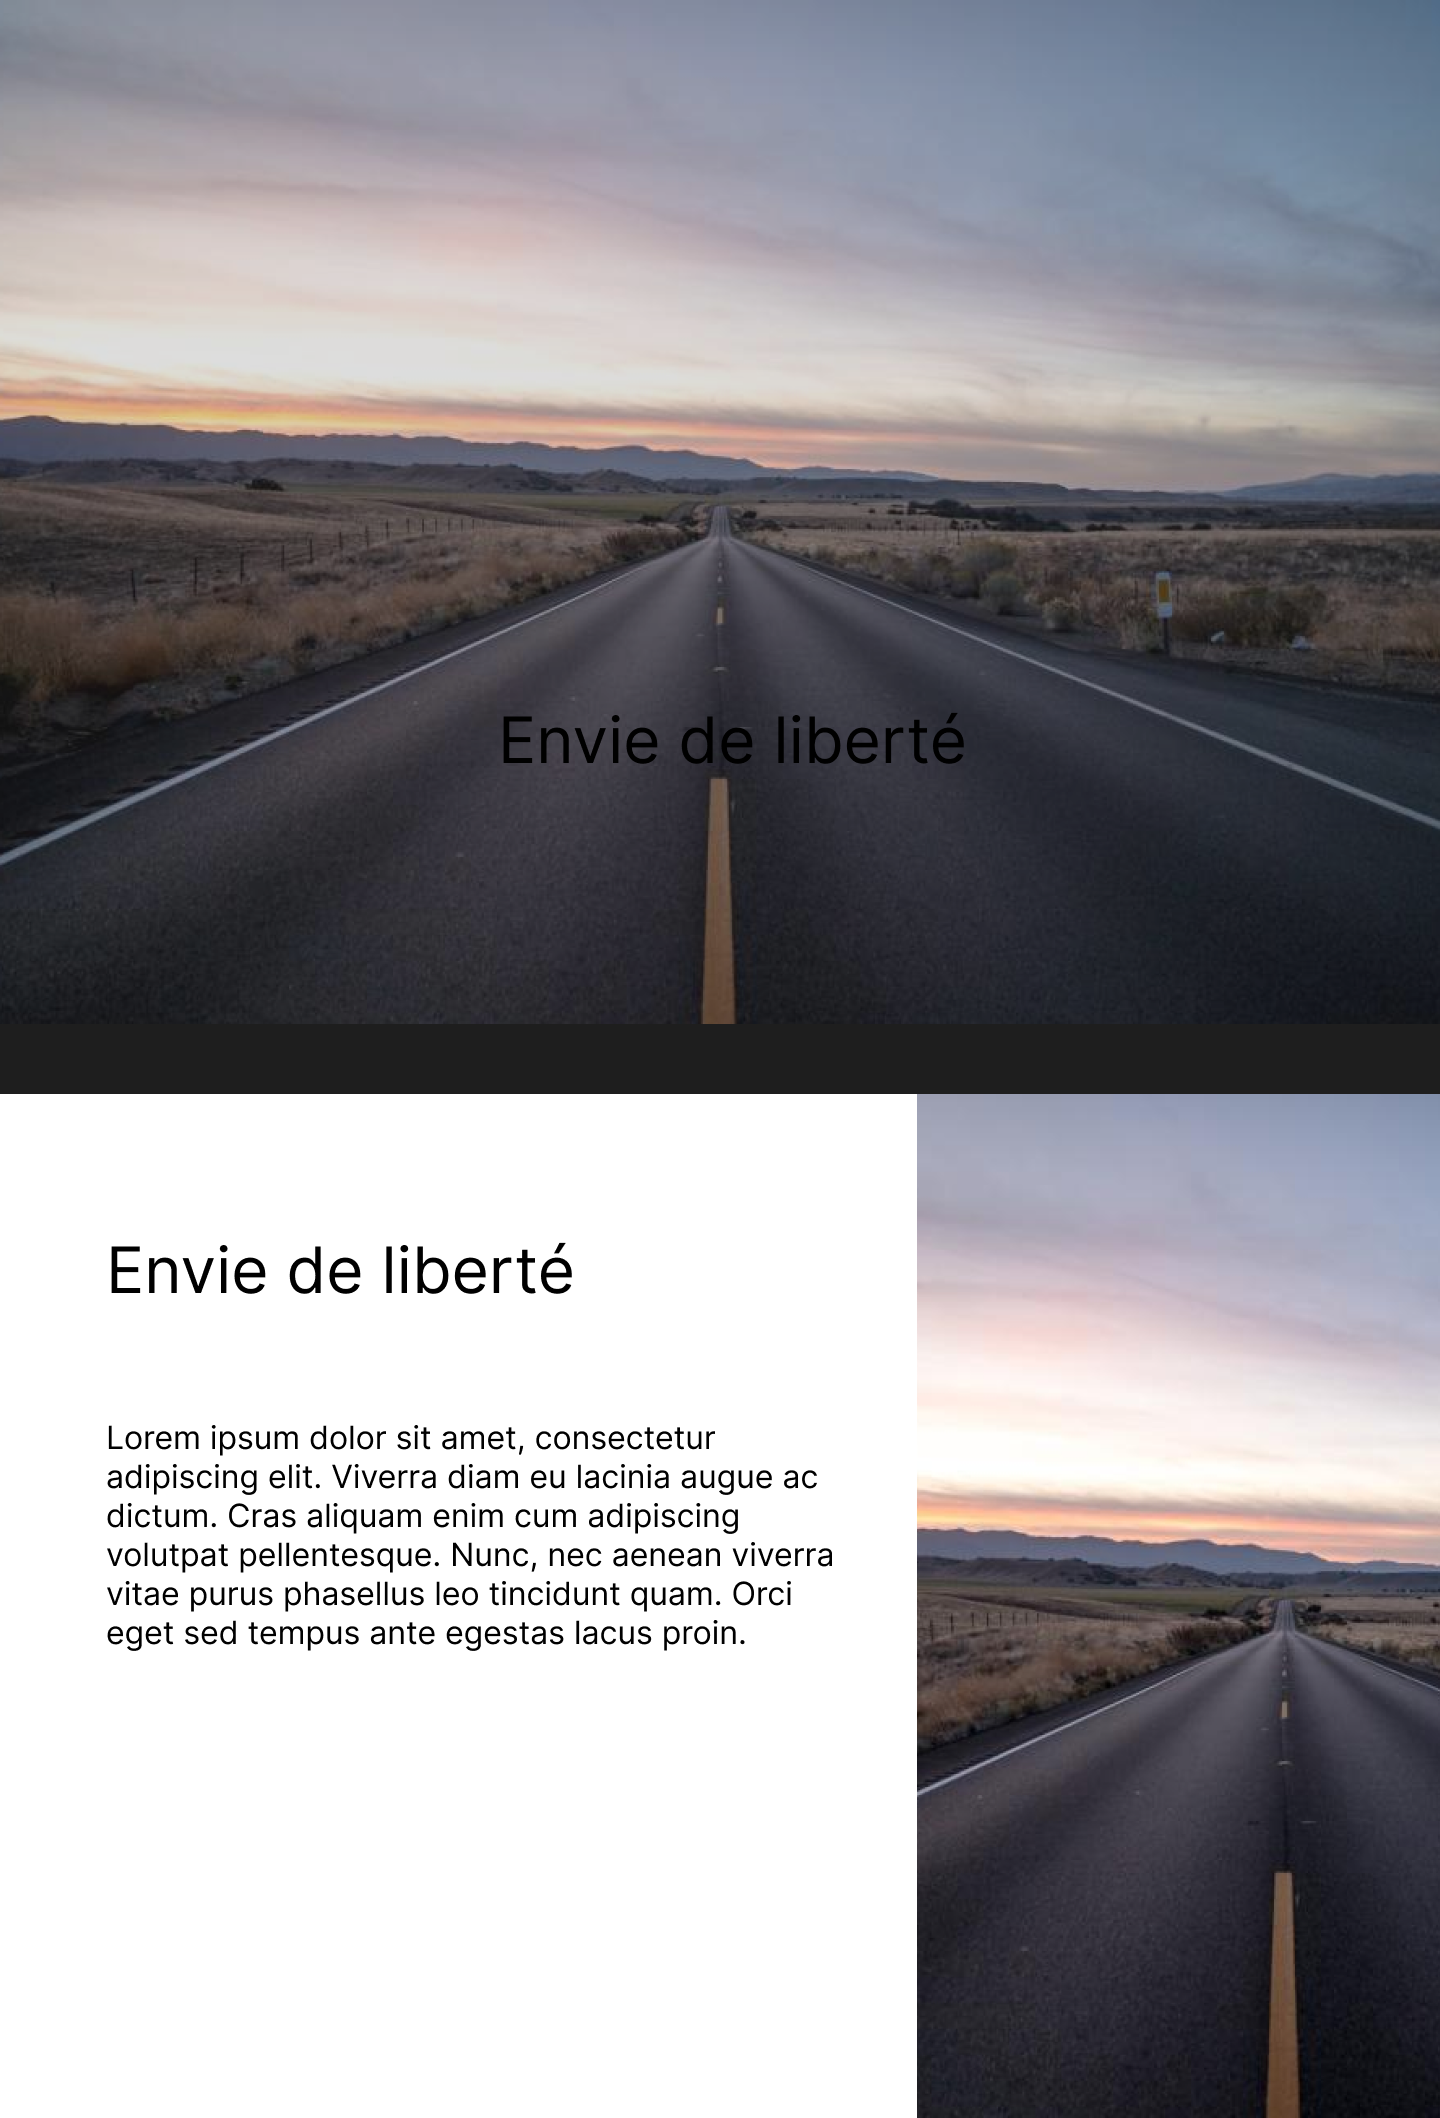 Envie de liberté
Envie de liberté
Lorem ipsum dolor sit amet, consectetur
adipiscing elit. Viverra diam eu lacinia augue ac
dictum. Cras aliquam enim cum adipiscing
volutpat pellentesque. Nunc, nec aenean viverra
vitae purus phasellus leo tincidunt quam. Orci
eget sed tempus ante egestas lacus proin.